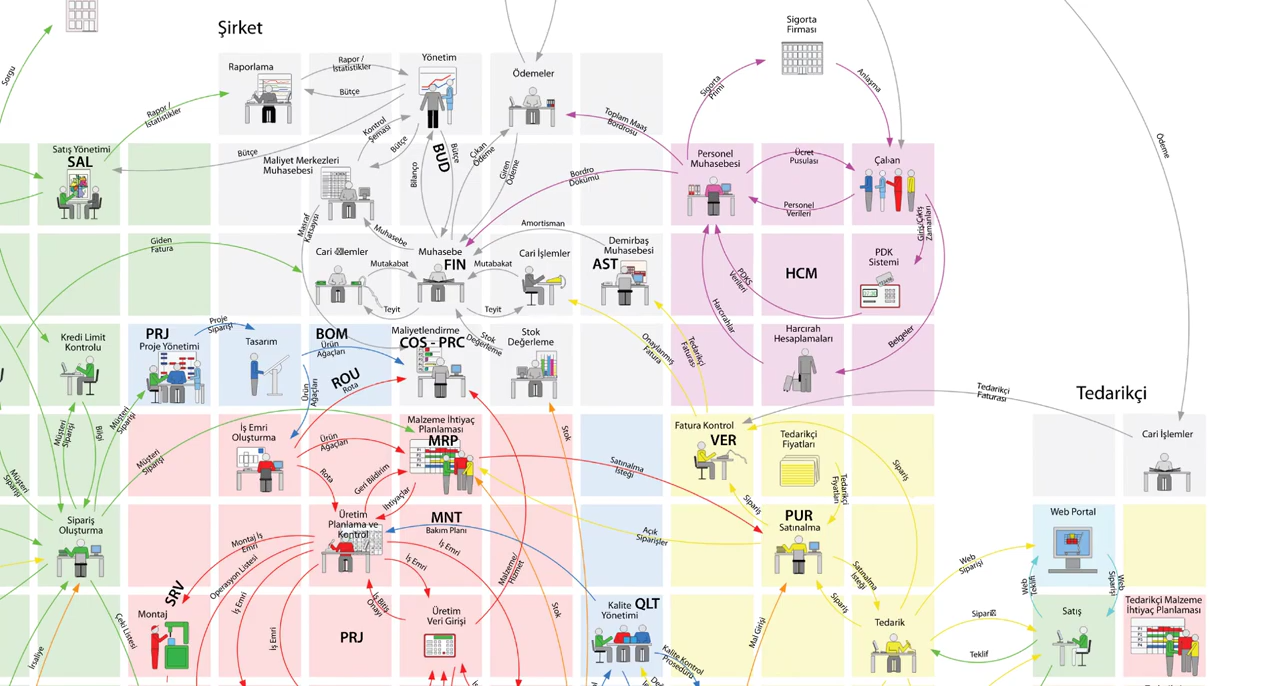 Şirket
Sigorta
Firması
Sorgu
Raporlama
Rapor /
İstatistikler
Bütçe
Yönetim
Ödemeler
Rapor /
İstatistikler
Sigorta
Primi
Anlaşma
Ödeme
Satış Yönetimi
SAL
Bütçe
Kontrol
Şeması
Bütçe
Maliyet Merkezleri
Muhasebesi
Bilanço
BUD
Bütçe
Çıkan
Ödeme
Giren
Ödeme
Toplam Maaş
Bordrosu
Bordro
Dökümü
Personel
Muhasebesi
Ücret
Pusulası
Personel
Verileri
Giriş/Çıkış
Zamanları
Giden
Fatura
Masraf
Katsayısı
Muhasebe
Amortisman
Muhasebe
FIN
Mutakabat
Teyit
Mutabakat
Teyit
Cari İşlemler
Demirbaş
Muhasebesi
AST
PDKS
Verileri
HCM
PDK
Sistemi
Harcırahlar
Harcırah
Hesaplamaları
Belgeler
Kredi Limit
Kontrolu
PRJ
Proje Yönetimi
Proje
Siparişi
Tasarım
BOM
Ürün
Ağaçları
Ürün
Ağaçları
ROU
Rota
Maliyetlendirme
COS - PRC
Stok
Değerleme
Stok
Değerleme
Onaylanmış
Fatura
Tedarikçi
Faturası
Tedarikçi
Faturası
Tedarikçi
Cari İşlemler
Müşteri
Siparişi
Bilgi
Müşteri
Siparişi
Müşteri
Siparişi
Müşteri
Siparişi
İş Emri
Oluşturma
Ürün
Ağaçları
Rota
Geri Bildirim
İhtiyaçlar
Malzeme İhtiyaç
Planlaması
MRP
Stok
Satınalma
İsteği
Fatura Kontrol
VER
Tedarikçi
Fiyatları
Tedarikçi
Fiyatları
Sipariş
Sipariş
Sipariş
Oluşturma
Üretim
Planlama ve
Kontrol
MNT
Bakım Planı
Montaj İş
Emri
Operasyon Listesi
İş Emri
İş Emri
İş Emri
İş Emri
İş Bitiş
Onayı
Malzeme/
Hizmet
Açık
Siparişler
PUR
Satınalma
Satınalma
İsteği
Sipariş
Web
Siparişi
Web Portal
Web
Teklifi
Web
Siparişi
SRV
Montaj
Çeki Listesi
İrsaliye
PRJ
Üretim
Veri Girişi
Stok
Kalite
Yönetimi
QLT
Kalite Kontrol
Prosedürü
Mal Girişi
Tedarik
Teklif
Satış
Tedarikçi Malzeme
İhtiyaç Planlaması